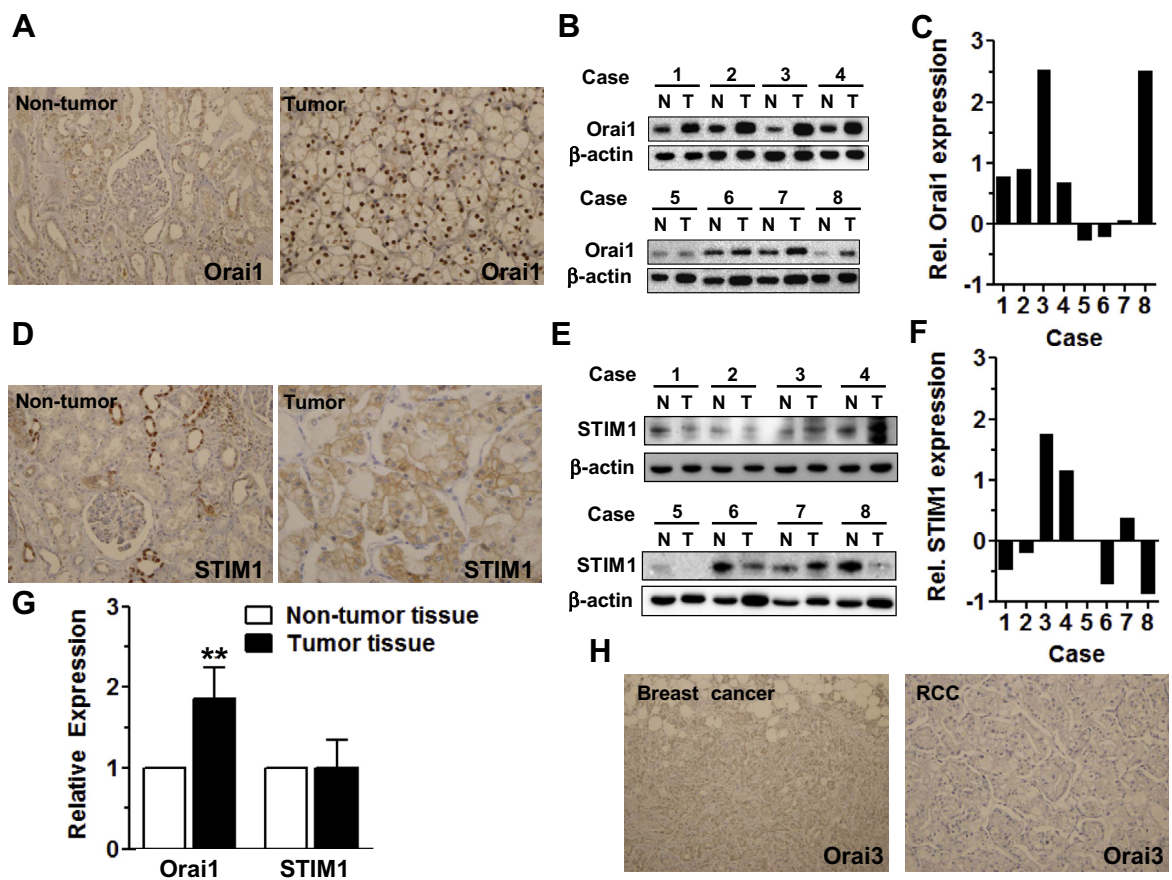 A
Non-tumor
Orai1
Tumor
Orai1
B
Case 1 2 3 4
N T N T N T N T
Orai1
β-actin
Case 5 6 7 8
N T N T N T N T
Orai1
β-actin
C
Rel. Orai1 expression
3
2
1
0
-1
1 2 3 4 5 6 7 8
Case
D
Non-tumor
STIM1
Tumor
STIM1
E
Case 1 2 3 4
N T N T N T N T
STIM1
β-actin
Case 5 6 7 8
N T N T N T N T
STIM1
β-actin
F
Rel. STIM1 expression
3
2
1
0
-1
1 2 3 4 5 6 7 8
Case
G
Relative Expression
3
2
1
0
Non-tumor tissue
Tumor tissue
**
Orai1 STIM1
H
Breast cancer
Orai3
RCC
Orai3